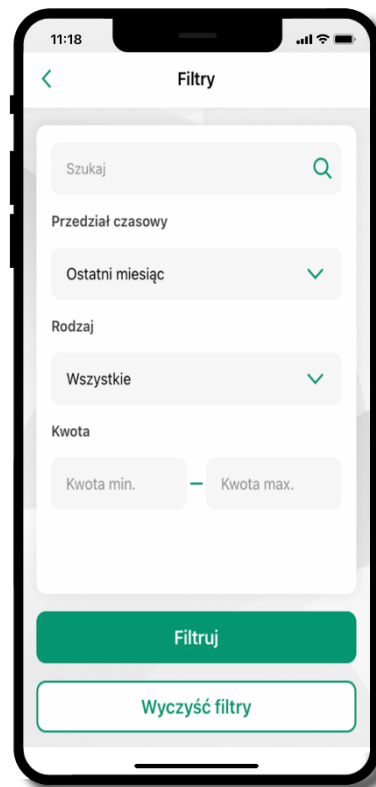 11:18
Filtry
Szukaj
Przedział czasowy
Ostatni miesiąc
Rodzaj
Wszystkie
Kwota
Kwota min. – Kwota max.
Filtruj
Wyczyść filtry